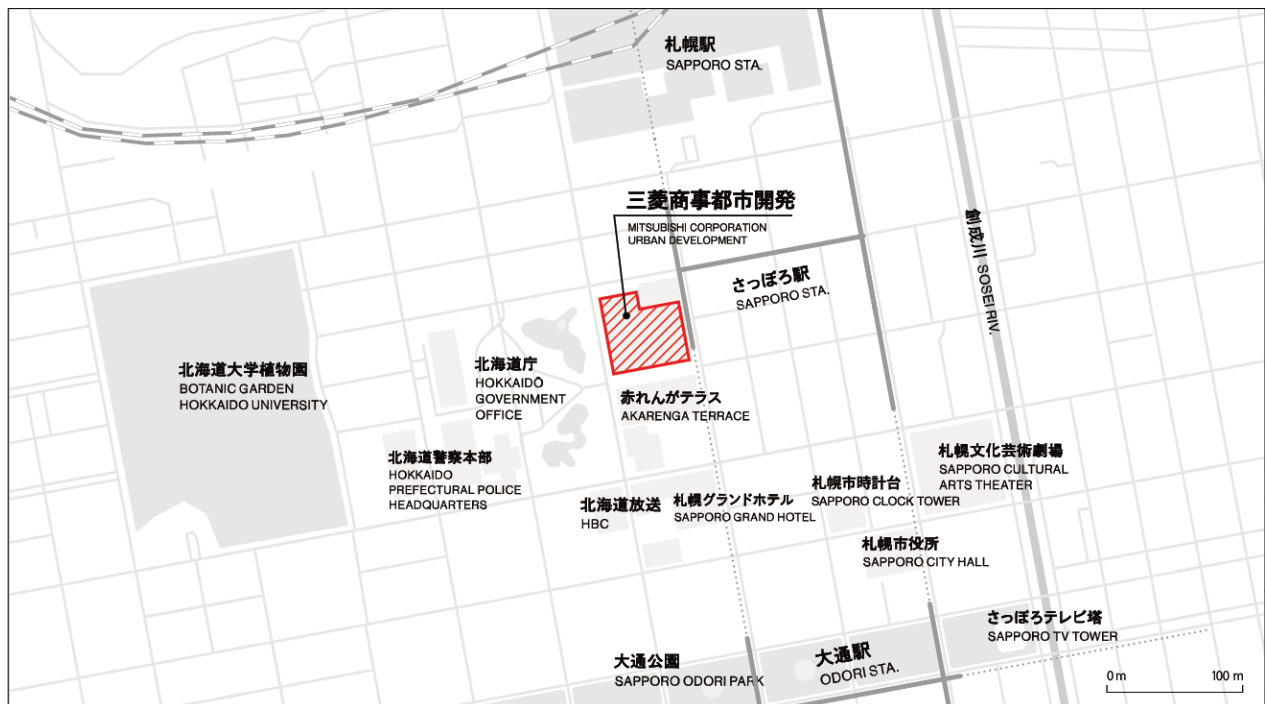 札幌駅
SAPPORO STA.
三菱商事都市開発
MITSUBISHI CORPORATION
URBAN DEVELOPMENT
創成川 SOSEI RIV.
さっぽろ駅
SAPPORO STA.
北海道大学植物園
BOTANIC GARDEN
HOKKAIDO UNIVERSITY
北海道庁
HOKKAIDŌ
GOVERNMENT
OFFICE
赤れんがテラス
AKARENGA TERRACE
北海道警察本部
HOKKAIDO
PREFECTURAL POLICE
HEADQUARTERS
北海道放送
HBC
札幌グランドホテル
SAPPORO GRAND HOTEL
札幌市時計台
SAPPORO CLOCK TOWER
札幌文化芸術劇場
SAPPORO CULTURAL
ARTS THEATER
札幌市役所
SAPPORO CITY HALL
さっぽろテレビ塔
SAPPORO TV TOWER
大通公園
SAPPORO ODORI PARK
大通駅
ODORI STA.
0 m 100 m